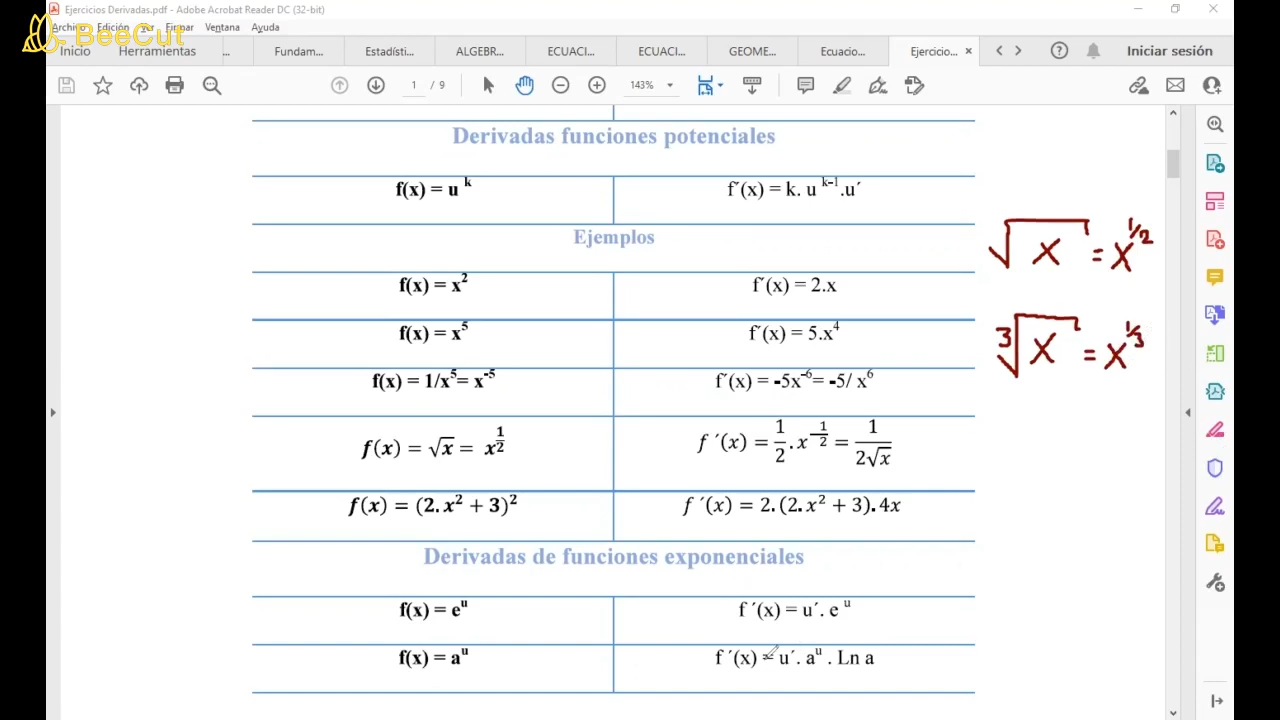 Ejercicios Derivadas.pdf - Adobe Acrobat Reader DC (32-bit)
Archivo Edición Ver Firmar Ventana Ayuda
BeeCut
Inicio Herramientas ... Fundam... Estadísti... ALGEBR... ECUACI... ECUACI... GEOME... Ecuacio... Ejercicio... × Iniciar sesión
1 / 9 143%
Derivadas funciones potenciales
f(x) = u^k f´(x) = k. u^k-1.u´
Ejemplos
√x = x^1/2
f(x) = x^2 f´(x) = 2.x
f(x) = x^5 f´(x) = 5.x^4
∛x = x^1/3
f(x) = 1/x^5= x^-5 f´(x) = -5x^-6= -5/ x^6
f(x) = √x = x^1/2 f ´(x) = 1/2 . x^-1/2 = 1/2√x
f(x) = (2. x^2 + 3)^2 f ´(x) = 2. (2. x^2 + 3). 4x
Derivadas de funciones exponenciales
f(x) = e^u f ´(x) = u´. e^u
f(x) = a^u f ´(x) = u´. a^u . Ln a